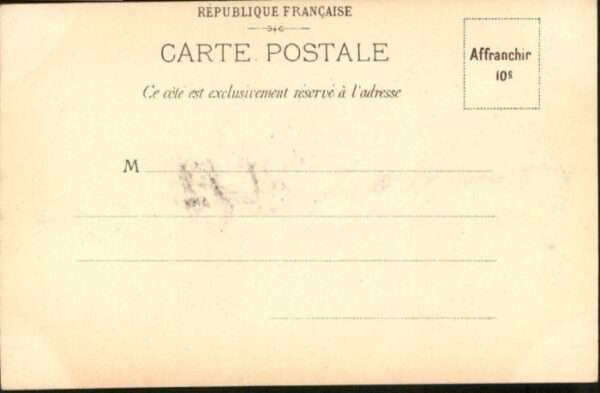 RÉPUBLIQUE FRANÇAISE
CARTE POSTALE
Affranchir
10ᶜ
Ce côté est exclusivement réservé à l'adresse
M